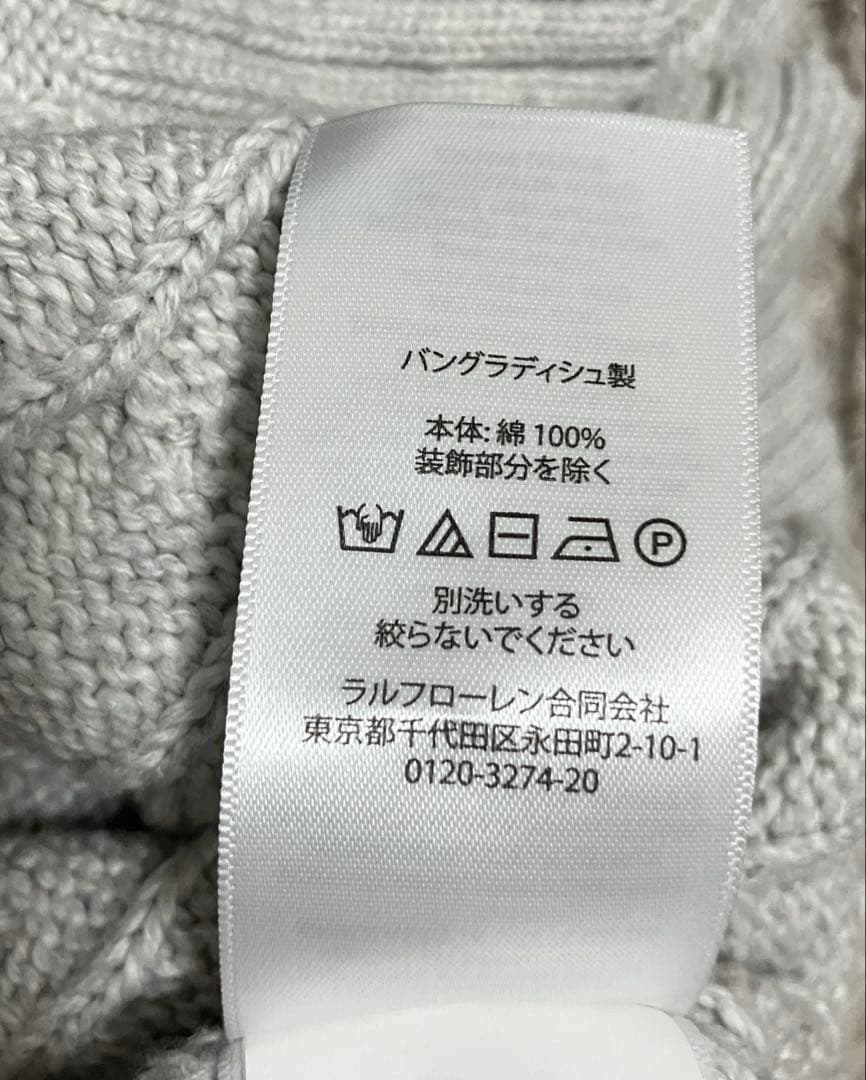 バングラディシュ製
本体: 綿 100%
装飾部分を除く
P
別洗いする
絞らないでください
ラルフローレン合同会社
東京都千代田区永田町2-10-1
0120-3274-20